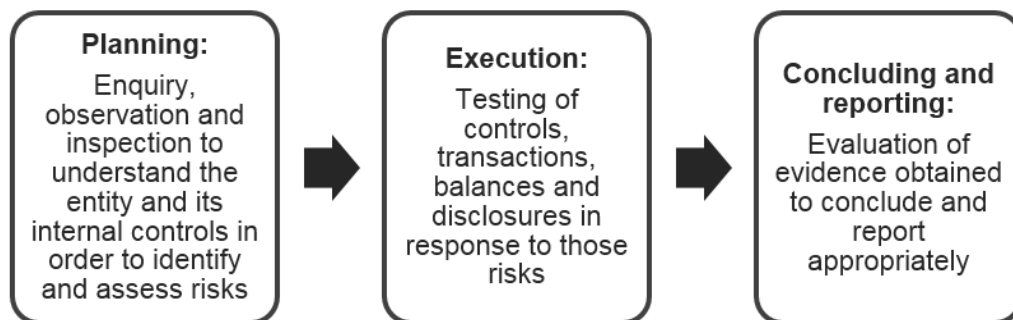 Planning:
Enquiry,
observation and
inspection to
understand the
entity and its
internal controls in
order to identify
and assess risks
Execution:
Testing of
controls,
transactions,
balances and
disclosures in
response to those
risks
Concluding and
reporting:
Evaluation of
evidence obtained
to conclude and
report
appropriately